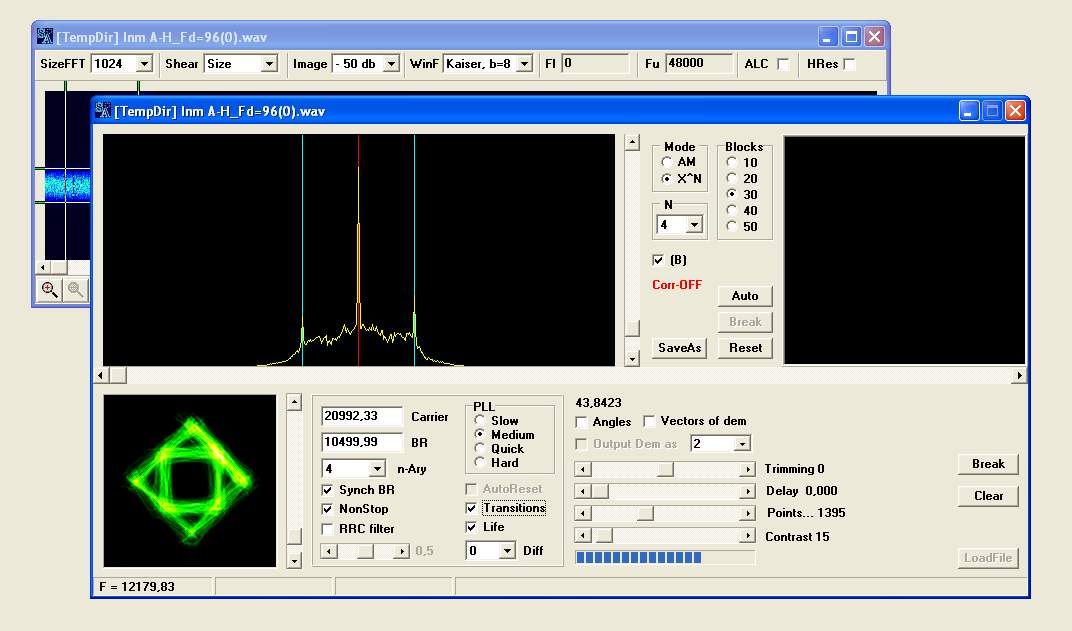 [TempDir] Inm A-H_Fd=96(0).wav
SizeFFT 1024 Shear Size Image - 50 db WinF Kaiser, b=8 Fl 0 Fu 48000 ALC HRes
[TempDir] Inm A-H_Fd=96(0).wav
Mode
AM
X^N
N
4
(B)
Corr-OFF
SaveAs
Blocks
10
20
30
40
50
Auto
Break
Reset
20992,33 Carrier
10499,99 BR
4 n-Ary
Synch BR
NonStop
RRC filter
0,5
PLL
Slow
Medium
Quick
Hard
AutoReset
Transitions
Life
0 Diff
43,8423
Angles Vectors of dem
Output Dem as 2
Trimming 0
Delay 0,000
Points... 1395
Contrast 15
Break
Clear
LoadFile
F = 12179,83